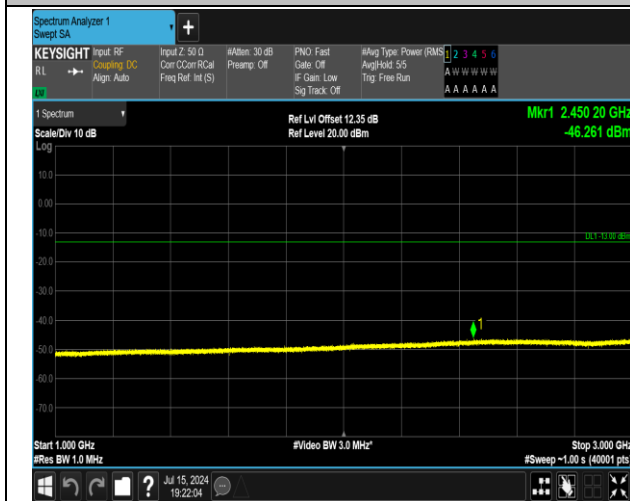 Spectrum Analyzer 1
Swept SA
+
KEYSIGHT
RL
Input: RF
Coupling: DC
Align: Auto
Input Z: 50 Ω
Corr CCorr RCal
Freq Ref: Int (S)
#Atten: 30 dB
Preamp: Off
PNO: Fast
Gate: Off
IF Gain: Low
Sig Track: Off
#Avg Type: Power (RMS
Avg|Hold: 5/5
Trig: Free Run
1 2 3 4 5 6
A W W W W W
A A A A A A
1 Spectrum
Scale/Div 10 dB
Log
Ref Lvl Offset 12.35 dB
Ref Level 20.00 dBm
Mkr1 2.450 20 GHz
-46.261 dBm
10.0
0.00
-10.0
DL1 -13.00 dBm
-20.0
-30.0
-40.0
1
-50.0
-60.0
-70.0
Start 1.000 GHz
#Res BW 1.0 MHz
#Video BW 3.0 MHz*
Stop 3.000 GHz
#Sweep ~1.00 s (40001 pts)
?
Jul 15, 2024
19:22:04